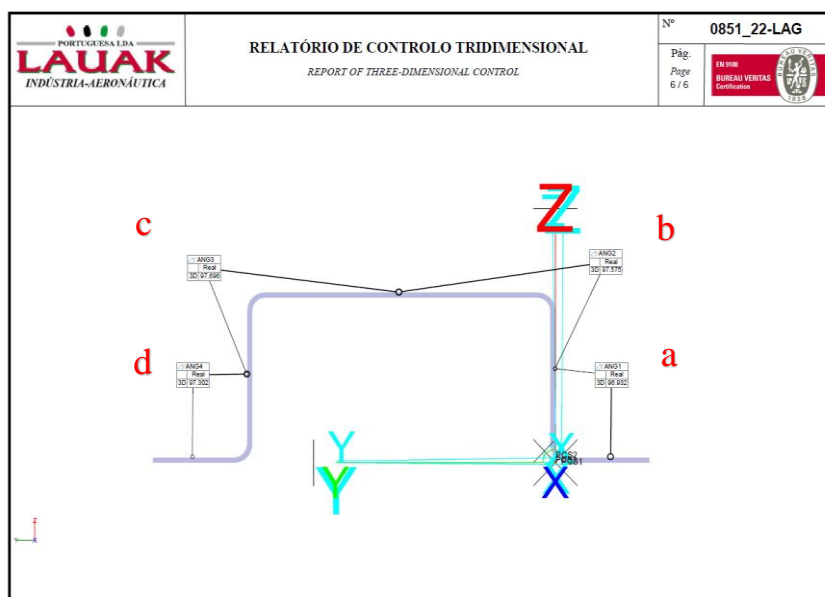 PORTUGUESA LDA
LAUAK
INDÚSTRIA-AERONÁUTICA
RELATÓRIO DE CONTROLO TRIDIMENSIONAL
REPORT OF THREE-DIMENSIONAL CONTROL
Nº
0851_22-LAG
Pág.
Page
6 / 6
EN 9100
BUREAU VERITAS
Certification
BUREAU VERITAS
1828
c
b
Z
Z
ANG3
Real
3D 97.696
ANG2
Real
3D 97.575
d
a
ANG4
Real
3D 97.302
ANG1
Real
3D 96.932
Y
Y
Y
Y
X
Z
Y
X